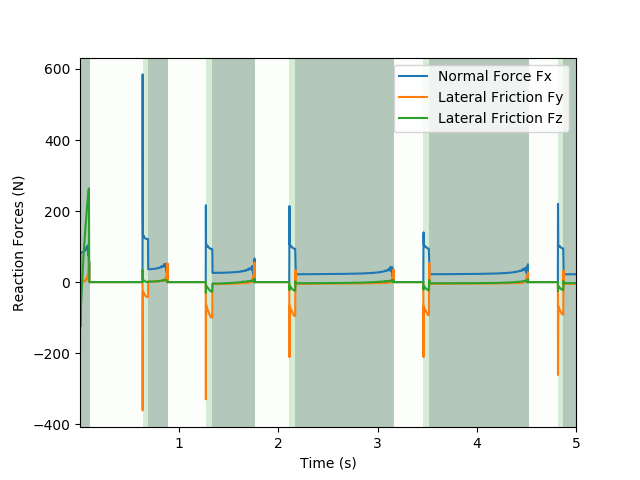 600
400
200
0
−200
−400
Reaction Forces (N)
Normal Force Fx
Lateral Friction Fy
Lateral Friction Fz
1 2 3 4 5
Time (s)